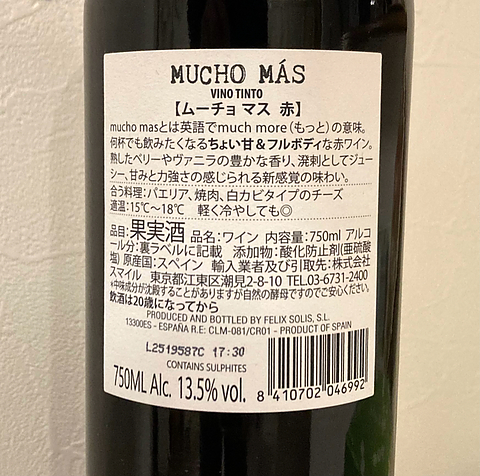 MUCHO MÁS
VINO TINTO
【ムーチョ マス 赤】
mucho masとは英語でmuch more（もっと）の意味。
何杯でも飲みたくなるちょい甘＆フルボディな赤ワイン。
熟したベリーやヴァニラの豊かな香り、溌剌としてジュー
シー、甘みと力強さの感じられる新感覚の味わい。
合う料理：パエリア、焼肉、白カビタイプのチーズ
適温：15℃〜18℃　軽く冷やしても◎
品目：果実酒 品名：ワイン 内容量：750ml アルコ
ール分：裏ラベルに記載 添加物：酸化防止剤（亜硫酸
塩）原産国：スペイン 輸入業者及び引取先：株式会社
スマイル 東京都江東区潮見2-8-10 TEL.03-6731-2400
*中味成分が沈殿することがありますが自然の酵母ですのでご安心ください。
飲酒は20歳になってから
PRODUCED AND BOTTLED BY FELIX SOLIS, S.L.
13300ES - ESPAÑA R.E: CLM-081/CR01 - PRODUCT OF SPAIN
L2519587C 17:30
CONTAINS SULPHITES
750ML Alc. 13.5% vol.
8 410702 046992